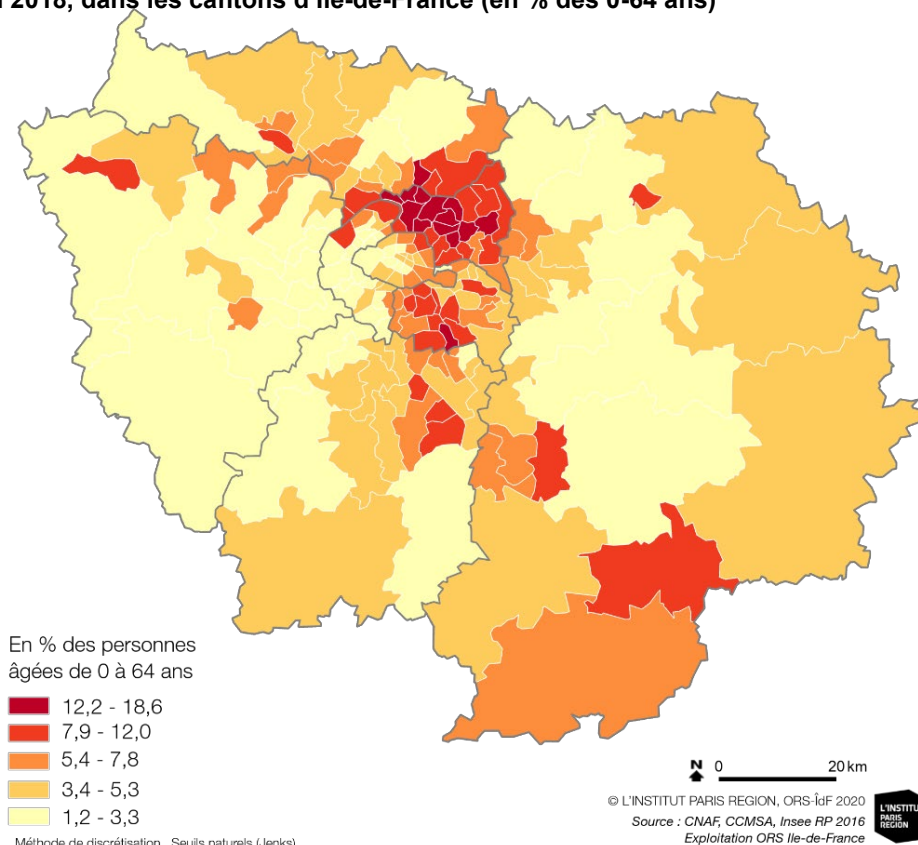 2018, dans les cantons d'Île-de-France (en % des 0-64 ans)
En % des personnes
âgées de 0 à 64 ans
12,2 - 18,6
7,9 - 12,0
5,4 - 7,8
3,4 - 5,3
1,2 - 3,3
Méthode de discrétisation Seuils naturels (Jenks)
N 0 20 km
© L'INSTITUT PARIS REGION, ORS-ÎdF 2020
Source : CNAF, CCMSA, Insee RP 2016
Exploitation ORS Ile-de-France
L'INSTITUT
PARIS
REGION